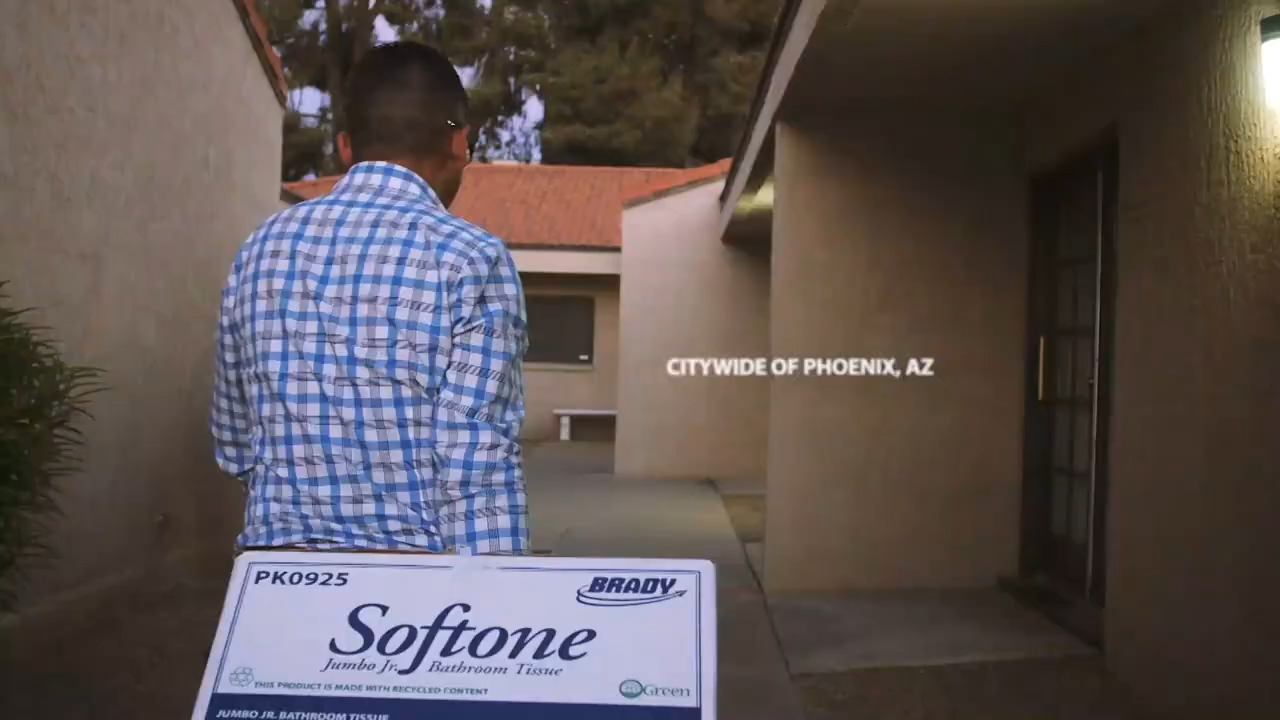 CITYWIDE OF PHOENIX, AZ
PK0925
BRADY
Softone
Jumbo Jr. Bathroom Tissue
THIS PRODUCT IS MADE WITH RECYCLED CONTENT
Green
JUMBO JR. BATHROOM TISSUE